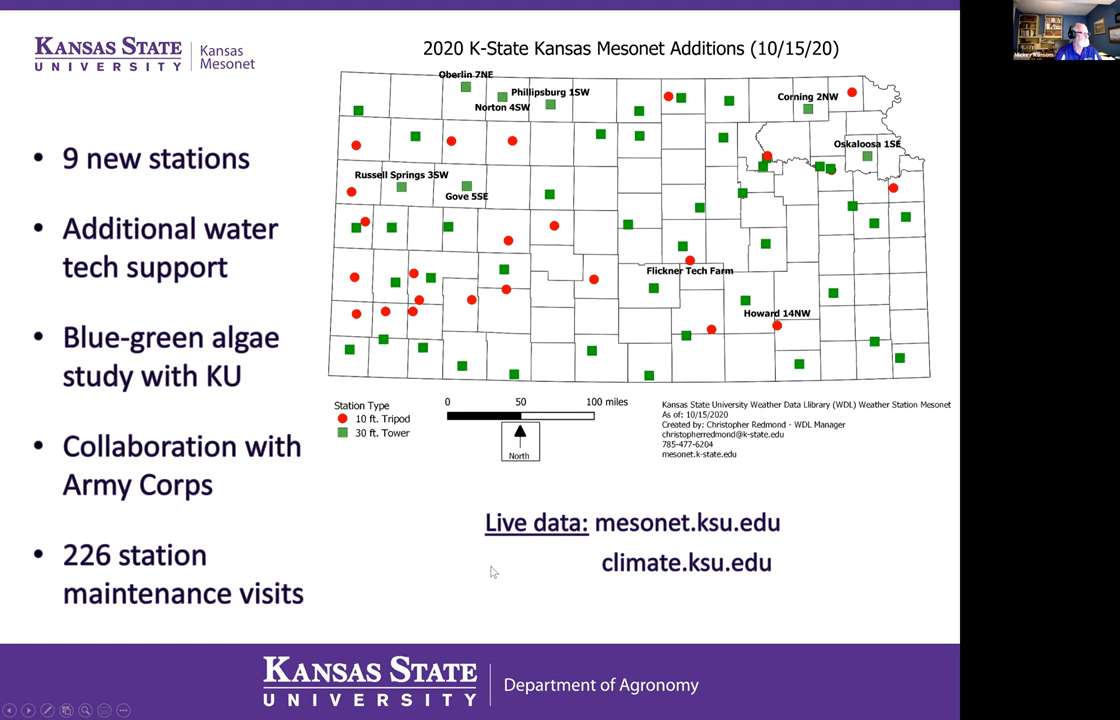 KANSAS STATE
UNIVERSITY
Kansas
Mesonet
2020 K-State Kansas Mesonet Additions (10/15/20)
• 9 new stations
• Additional water
tech support
• Blue-green algae
study with KU
• Collaboration with
Army Corps
• 226 station
maintenance visits
Oberlin 7NE
Phillipsburg 1SW
Norton 4SW
Corning 2NW
Oskaloosa 1SE
Russell Springs 3SW
Gove 5SE
Flickner Tech Farm
Howard 14NW
Station Type
10 ft. Tripod
30 ft. Tower
0 50 100 miles
North
Kansas State University Weather Data Llibrary (WDL) Weather Station Mesonet
As of: 10/15/2020
Created by: Christopher Redmond - WDL Manager
christopherredmond@k-state.edu
785-477-6204
mesonet.k-state.edu
Live data: mesonet.ksu.edu
climate.ksu.edu
KANSAS STATE
UNIVERSITY
Department of Agronomy
Mickey Ransom